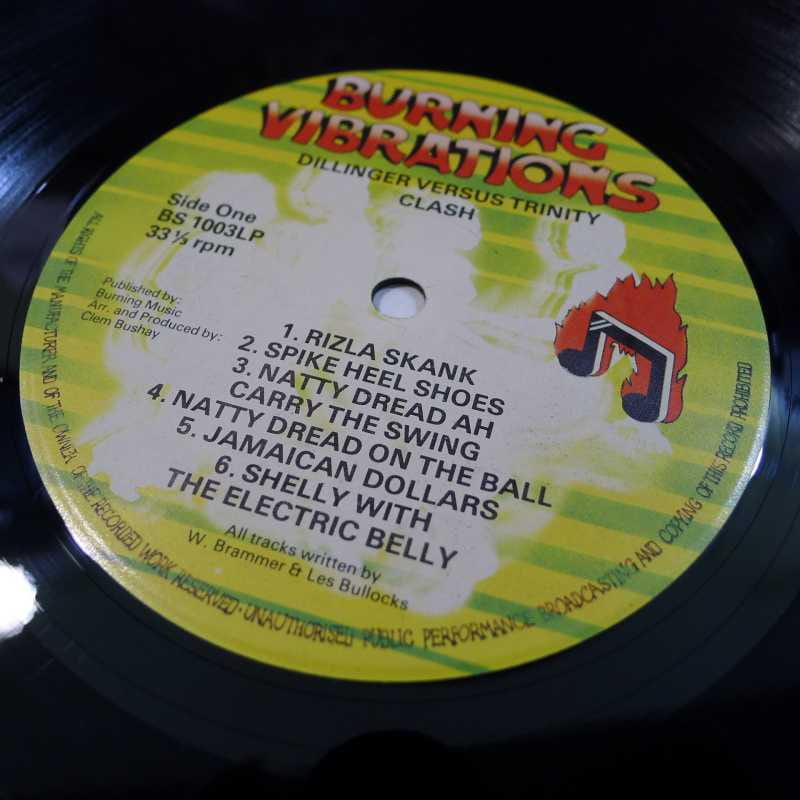 BURNING
VIBRATIONS
DILLINGER VERSUS TRINITY
CLASH
Side One
BS 1003LP
33 ⅓ rpm
Published by:
Burning Music
Arr. and Produced by:
Clem Bushay
1. RIZLA SKANK
2. SPIKE HEEL SHOES
3. NATTY DREAD AH
CARRY THE SWING
4. NATTY DREAD ON THE BALL
5. JAMAICAN DOLLARS
6. SHELLY WITH
THE ELECTRIC BELLY
All tracks written by
W. Brammer & Les Bullocks
ALL RIGHTS OF THE MANUFACTURER AND OF THE OWNER OF THE RECORDED WORK RESERVED · UNAUTHORISED PUBLIC PERFORMANCE BROADCASTING AND COPYING OF THIS RECORD PROHIBITED